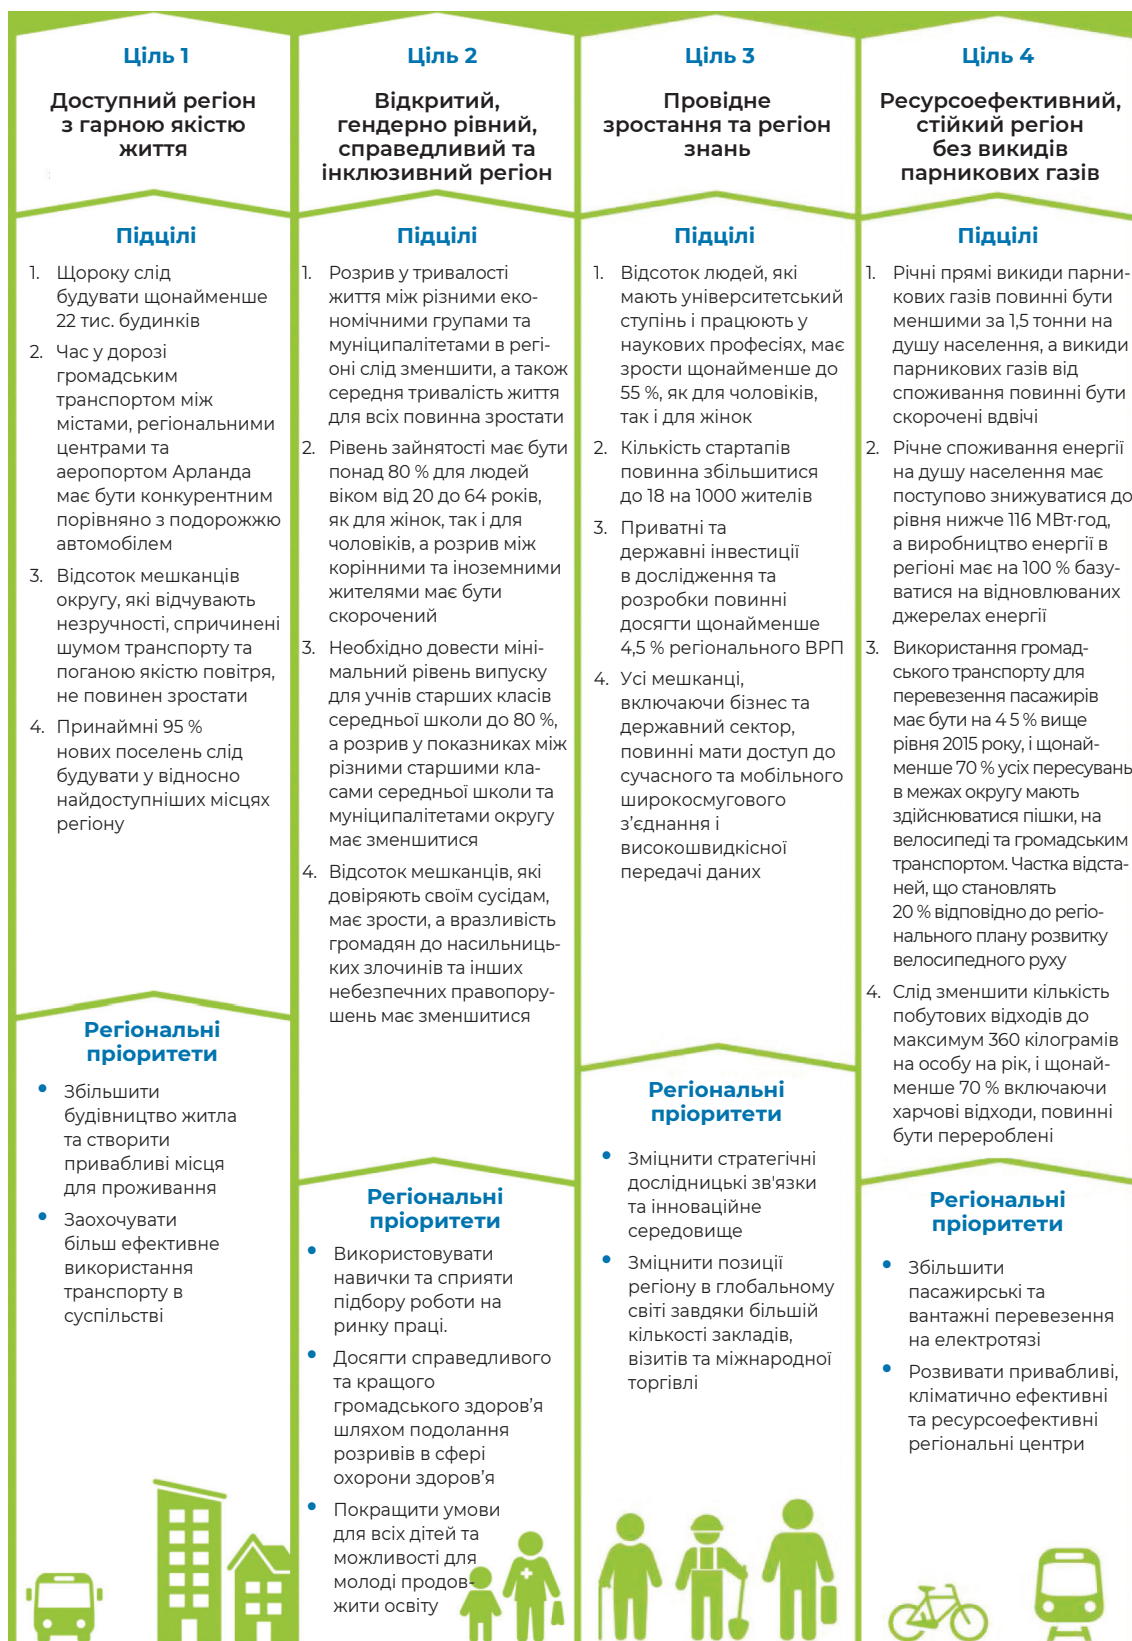 Ціль 1
Доступний регіон
з гарною якістю
життя
Підцілі
1. Щороку слід
будувати щонайменше
22 тис. будинків
2. Час у дорозі
громадським
транспортом між
містами, регіональними
центрами та
аеропортом Арланда
має бути конкурентним
порівняно з подорожжю
автомобілем
3. Відсоток мешканців
округу, які відчувають
незручності, спричинені
шумом транспорту та
поганою якістю повітря,
не повинен зростати
4. Принаймні 95 %
нових поселень слід
будувати у відносно
найдоступніших місцях
регіону
Регіональні
пріоритети
• Збільшити
будівництво житла
та створити
привабливі місця
для проживання
• Заохочувати
більш ефективне
використання
транспорту в
суспільстві
Ціль 2
Відкритий,
гендерно рівний,
справедливий та
інклюзивний регіон
Підцілі
1. Розрив у тривалості
життя між різними еко-
номічними групами та
муніципалітетами в регі-
оні слід зменшити, а також
середня тривалість життя
для всіх повинна зростати
2. Рівень зайнятості має бути
понад 80 % для людей
віком від 20 до 64 років,
як для жінок, так і для
чоловіків, а розрив між
корінними та іноземними
жителями має бути
скорочений
3. Необхідно довести міні-
мальний рівень випуску
для учнів старших класів
середньої школи до 80 %,
а розрив у показниках між
різними старшими кла-
сами середньої школи та
муніципалітетами округу
має зменшитися
4. Відсоток мешканців, які
довіряють своїм сусідам,
має зрости, а вразливість
громадян до насильниць-
ких злочинів та інших
небезпечних правопору-
шень має зменшитися
Регіональні
пріоритети
• Використовувати
навички та сприяти
підбору роботи на
ринку праці.
• Досягти справедливого
та кращого
громадського здоров’я
шляхом подолання
розривів в сфері
охорони здоров’я
• Покращити умови
для всіх дітей та
можливості для
молоді продов-
жити освіту
Ціль 3
Провідне
зростання та регіон
знань
Підцілі
1. Відсоток людей, які
мають університетський
ступінь і працюють у
наукових професіях, має
зрости щонайменше до
55 %, як для чоловіків,
так і для жінок
2. Кількість стартапів
повинна збільшитися
до 18 на 1000 жителів
3. Приватні та
державні інвестиції
в дослідження та
розробки повинні
досягти щонайменше
4,5 % регіонального ВРП
4. Усі мешканці,
включаючи бізнес та
державний сектор,
повинні мати доступ до
сучасного та мобільного
широкосмугового
з’єднання і
високошвидкісної
передачі даних
Регіональні
пріоритети
• Зміцнити стратегічні
дослідницькі зв'язки
та інноваційне
середовище
• Зміцнити позиції
регіону в глобальному
світі завдяки більшій
кількості закладів,
візитів та міжнародної
торгівлі
Ціль 4
Ресурсоефективний,
стійкий регіон
без викидів
парникових газів
Підцілі
1. Річні прямі викиди парни-
кових газів повинні бути
меншими за 1,5 тонни на
душу населення, а викиди
парникових газів від
споживання повинні бути
скорочені вдвічі
2. Річне споживання енергії
на душу населення має
поступово знижуватися до
рівня нижче 116 МВт·год,
а виробництво енергії в
регіоні має на 100 % базу-
ватися на відновлюваних
джерелах енергії
3. Використання громад-
ського транспорту для
перевезення пасажирів
має бути на 4 5 % вище
рівня 2015 року, і щонай-
менше 70 % усіх пересувань
в межах округу мають
здійснюватися пішки, на
велосипеді та громадським
транспортом. Частка відста-
ней, що становлять
20 % відповідно до регіо-
нального плану розвитку
велосипедного руху
4. Слід зменшити кількість
побутових відходів до
максимум 360 кілограмів
на особу на рік, і щонай-
менше 70 % включаючи
харчові відходи, повинні
бути перероблені
Регіональні
пріоритети
• Збільшити
пасажирські та
вантажні перевезення
на електротязі
• Розвивати привабливі,
кліматично ефективні
та ресурсоефективні
регіональні центри